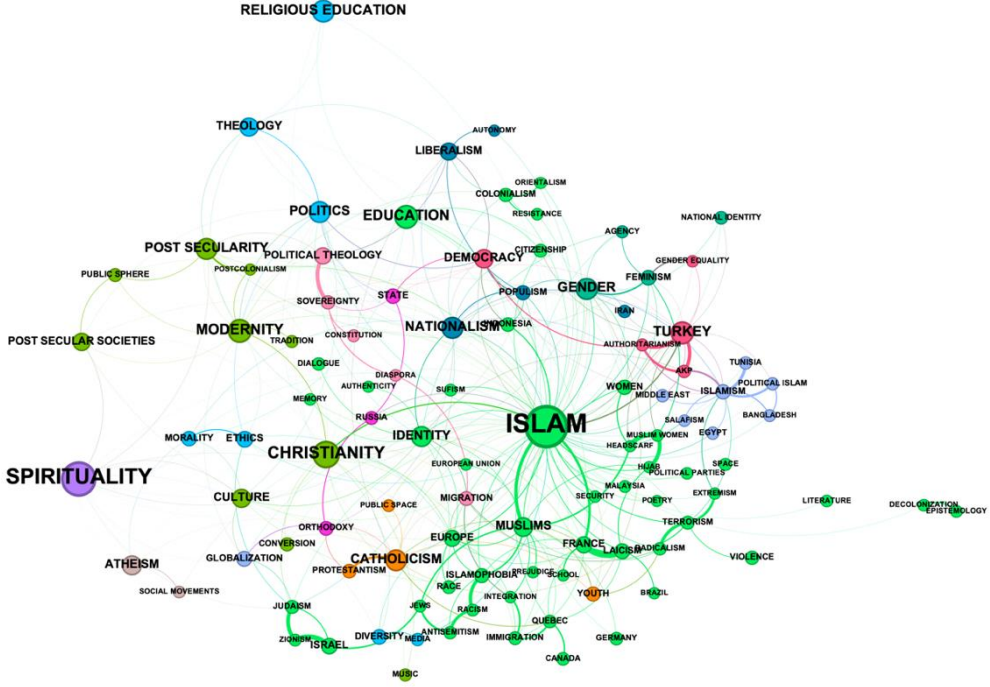 RELIGIOUS EDUCATION
THEOLOGY
AUTONOMY
LIBERALISM
ORIENTALISM
COLONIALISM
POLITICS
EDUCATION
RESISTANCE
NATIONAL IDENTITY
AGENCY
POST SECULARITY
POLITICAL THEOLOGY
CITIZENSHIP
DEMOCRACY
GENDER EQUALITY
POSTCOLONIALISM
PUBLIC SPHERE
FEMINISM
GENDER
STATE
POPULISM
SOVEREIGNTY
IRAN
MODERNITY
NATIONALISM
INDONESIA
TURKEY
POST SECULAR SOCIETIES
TRADITION
CONSTITUTION
AUTHORITARIANISM
DIALOGUE
TUNISIA
DIASPORA
AKP
AUTHENTICITY
SUFISM
WOMEN
POLITICAL ISLAM
ISLAMISM
MIDDLE EAST
MEMORY
BANGLADESH
RUSSIA
SALAFISM
ISLAM
EGYPT
MORALITY
ETHICS
IDENTITY
MUSLIM WOMEN
HEADSCARF
CHRISTIANITY
EUROPEAN UNION
HIJAB
SPACE
POLITICAL PARTIES
SPIRITUALITY
MALAYSIA
CULTURE
MIGRATION
SECURITY
POETRY
EXTREMISM
PUBLIC SPACE
LITERATURE
DECOLONIZATION
EPISTEMOLOGY
ORTHODOXY
MUSLIMS
TERRORISM
EUROPE
CONVERSION
FRANCE
LAICISM
RADICALISM
GLOBALIZATION
CATHOLICISM
VIOLENCE
ATHEISM
PROTESTANTISM
ISLAMOPHOBIA
PREJUDICE
SCHOOL
RACE
SOCIAL MOVEMENTS
YOUTH
BRAZIL
INTEGRATION
JUDAISM
JEWS
RACISM
QUEBEC
ANTISEMITISM
ZIONISM
ISRAEL
DIVERSITY
MEDIA
IMMIGRATION
GERMANY
CANADA
MUSIC